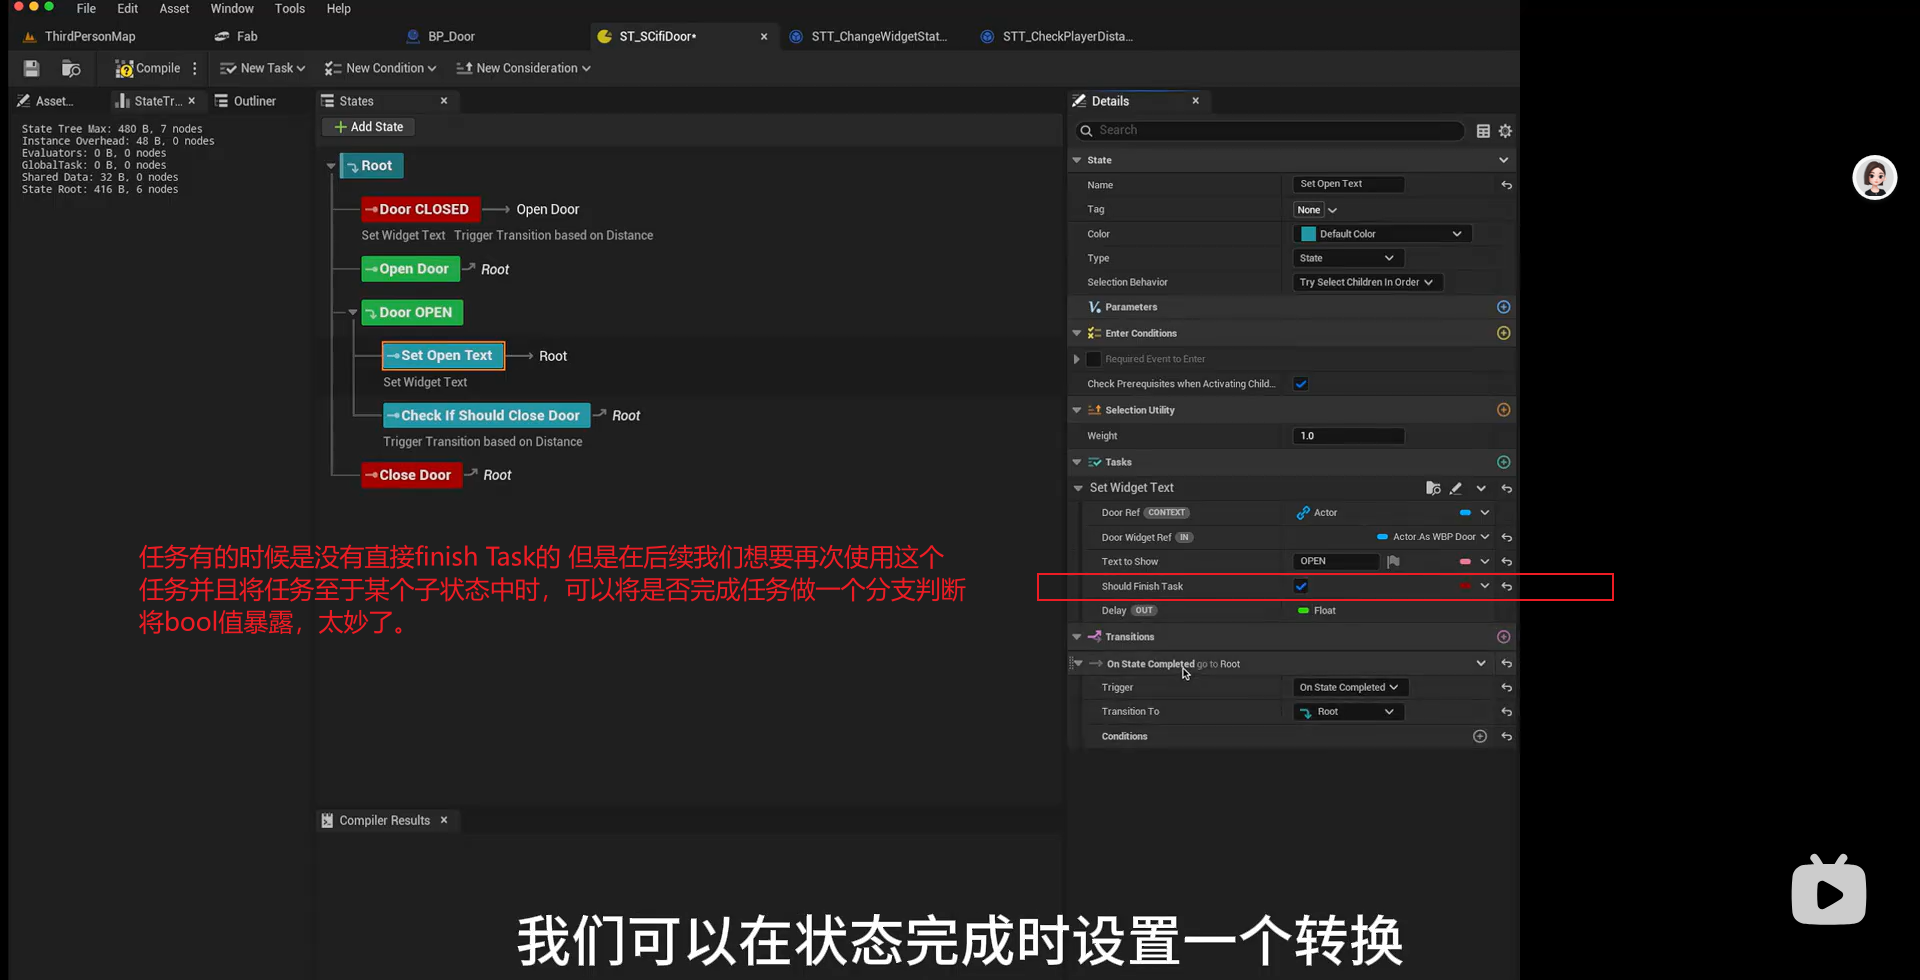 File Edit Asset Window Tools Help
ThirdPersonMap Fab BP_Door ST_SCifiDoor* STT_ChangeWidgetStat... STT_CheckPlayerDista...
Compile New Task New Condition New Consideration
Asset... StateTr... Outliner
State Tree Max: 480 B, 7 nodes
Instance Overhead: 48 B, 0 nodes
Evaluators: 0 B, 0 nodes
GlobalTask: 0 B, 0 nodes
Shared Data: 32 B, 0 nodes
State Root: 416 B, 6 nodes
States
Add State
Root
Door CLOSED Open Door
Set Widget Text Trigger Transition based on Distance
Open Door Root
Door OPEN
Set Open Text Root
Set Widget Text
Check If Should Close Door Root
Trigger Transition based on Distance
Close Door Root
任务有的时候是没有直接finish Task的 但是在后续我们想要再次使用这个
任务并且将任务至于某个子状态中时，可以将是否完成任务做一个分支判断
将bool值暴露，太妙了。
Compiler Results
Details
Search
State
Name Set Open Text
Tag None
Color Default Color
Type State
Selection Behavior Try Select Children In Order
Parameters
Enter Conditions
Required Event to Enter
Check Prerequisites when Activating Child...
Selection Utility
Weight 1.0
Tasks
Set Widget Text
Door Ref CONTEXT Actor
Door Widget Ref IN Actor.As WBP Door
Text to Show OPEN
Should Finish Task
Delay OUT Float
Transitions
On State Completed go to Root
Trigger On State Completed
Transition To Root
Conditions
我们可以在状态完成时设置一个转换